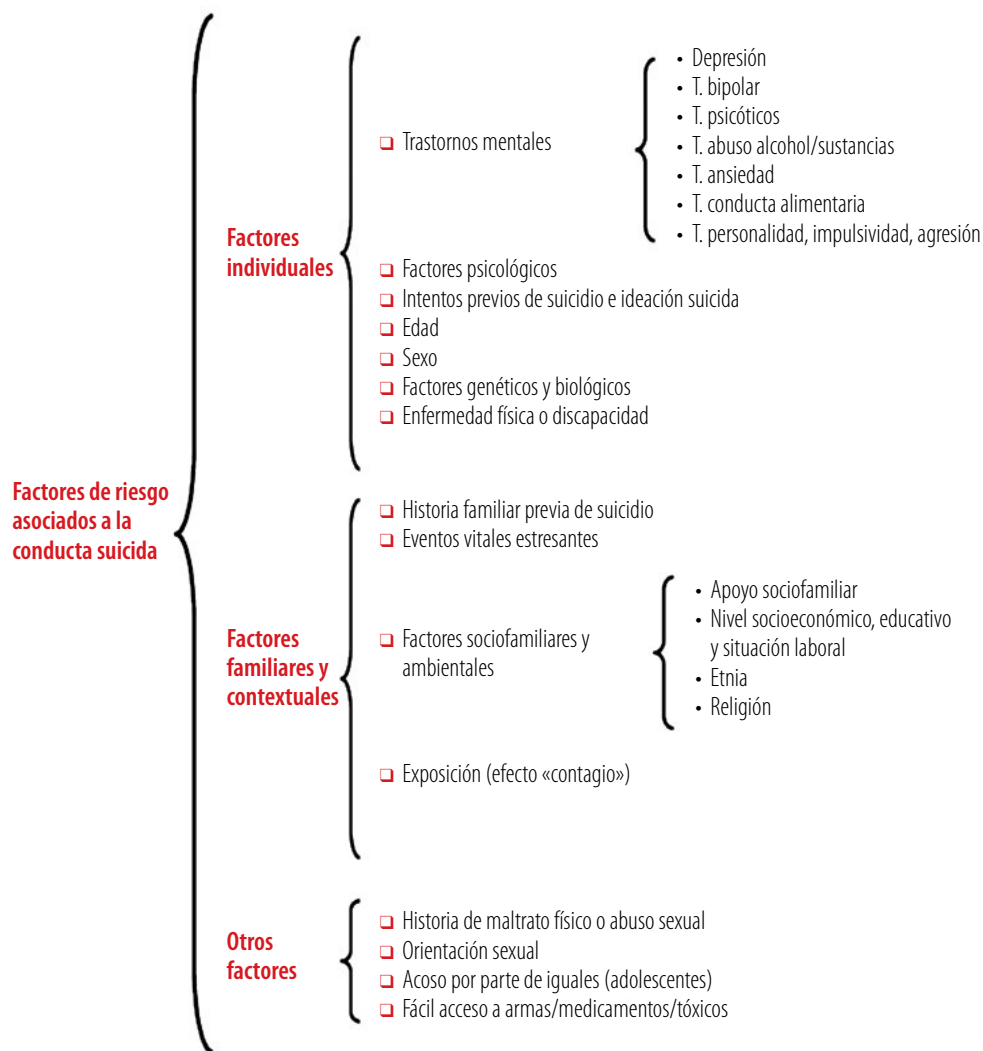 Factores de riesgo
asociados a la
conducta suicida
Factores
individuales
❑ Trastornos mentales
• Depresión
• T. bipolar
• T. psicóticos
• T. abuso alcohol/sustancias
• T. ansiedad
• T. conducta alimentaria
• T. personalidad, impulsividad, agresión
❑ Factores psicológicos
❑ Intentos previos de suicidio e ideación suicida
❑ Edad
❑ Sexo
❑ Factores genéticos y biológicos
❑ Enfermedad física o discapacidad
Factores
familiares y
contextuales
❑ Historia familiar previa de suicidio
❑ Eventos vitales estresantes
❑ Factores sociofamiliares y
ambientales
• Apoyo sociofamiliar
• Nivel socioeconómico, educativo
y situación laboral
• Etnia
• Religión
❑ Exposición (efecto «contagio»)
Otros
factores
❑ Historia de maltrato físico o abuso sexual
❑ Orientación sexual
❑ Acoso por parte de iguales (adolescentes)
❑ Fácil acceso a armas/medicamentos/tóxicos